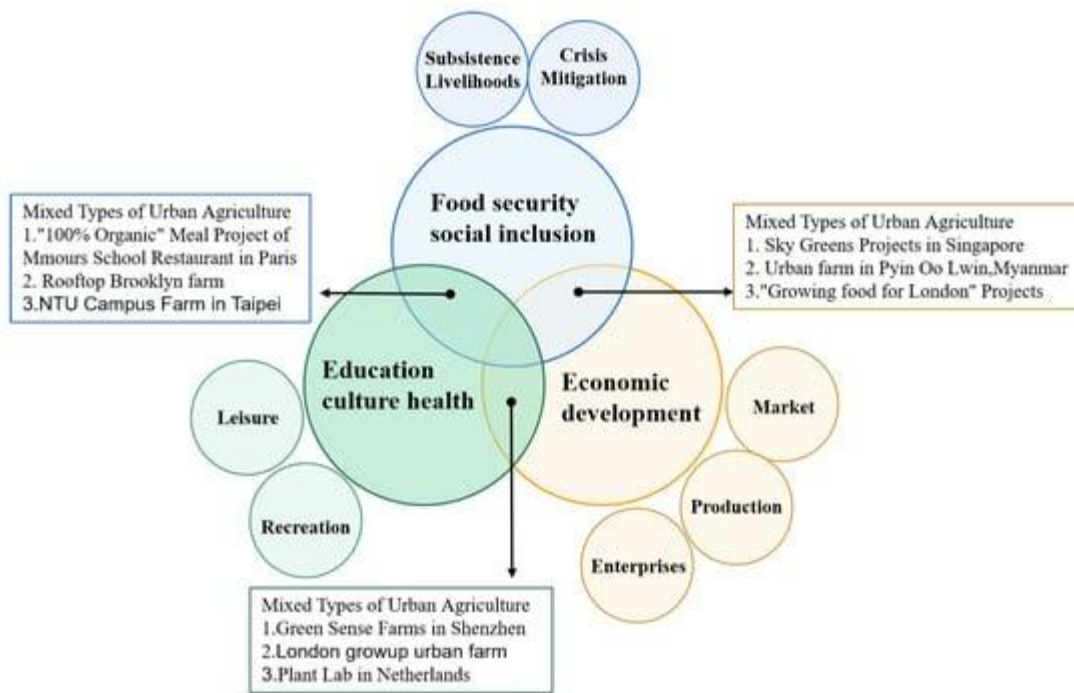 Subsistence
Livelihoods
Crisis
Mitigation
Food security
social inclusion
Mixed Types of Urban Agriculture
1."100% Organic" Meal Project of
Mmours School Restaurant in Paris
2. Rooftop Brooklyn farm
3.NTU Campus Farm in Taipei
Mixed Types of Urban Agriculture
1. Sky Greens Projects in Singapore
2. Urban farm in Pyin Oo Lwin,Myanmar
3."Growing food for London" Projects
Education
culture health
Economic
development
Leisure
Recreation
Market
Production
Enterprises
Mixed Types of Urban Agriculture
1.Green Sense Farms in Shenzhen
2.London growup urban farm
3.Plant Lab in Netherlands